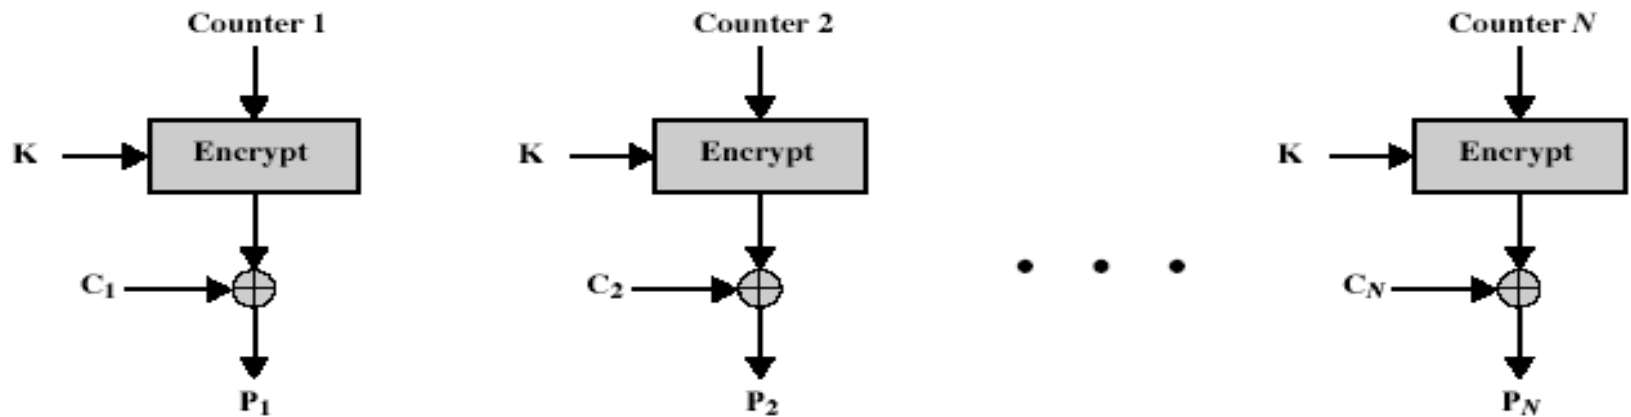 Counter 1 Counter 2 Counter N
K Encrypt K Encrypt K Encrypt
C1 C2 CN
P1 P2 PN